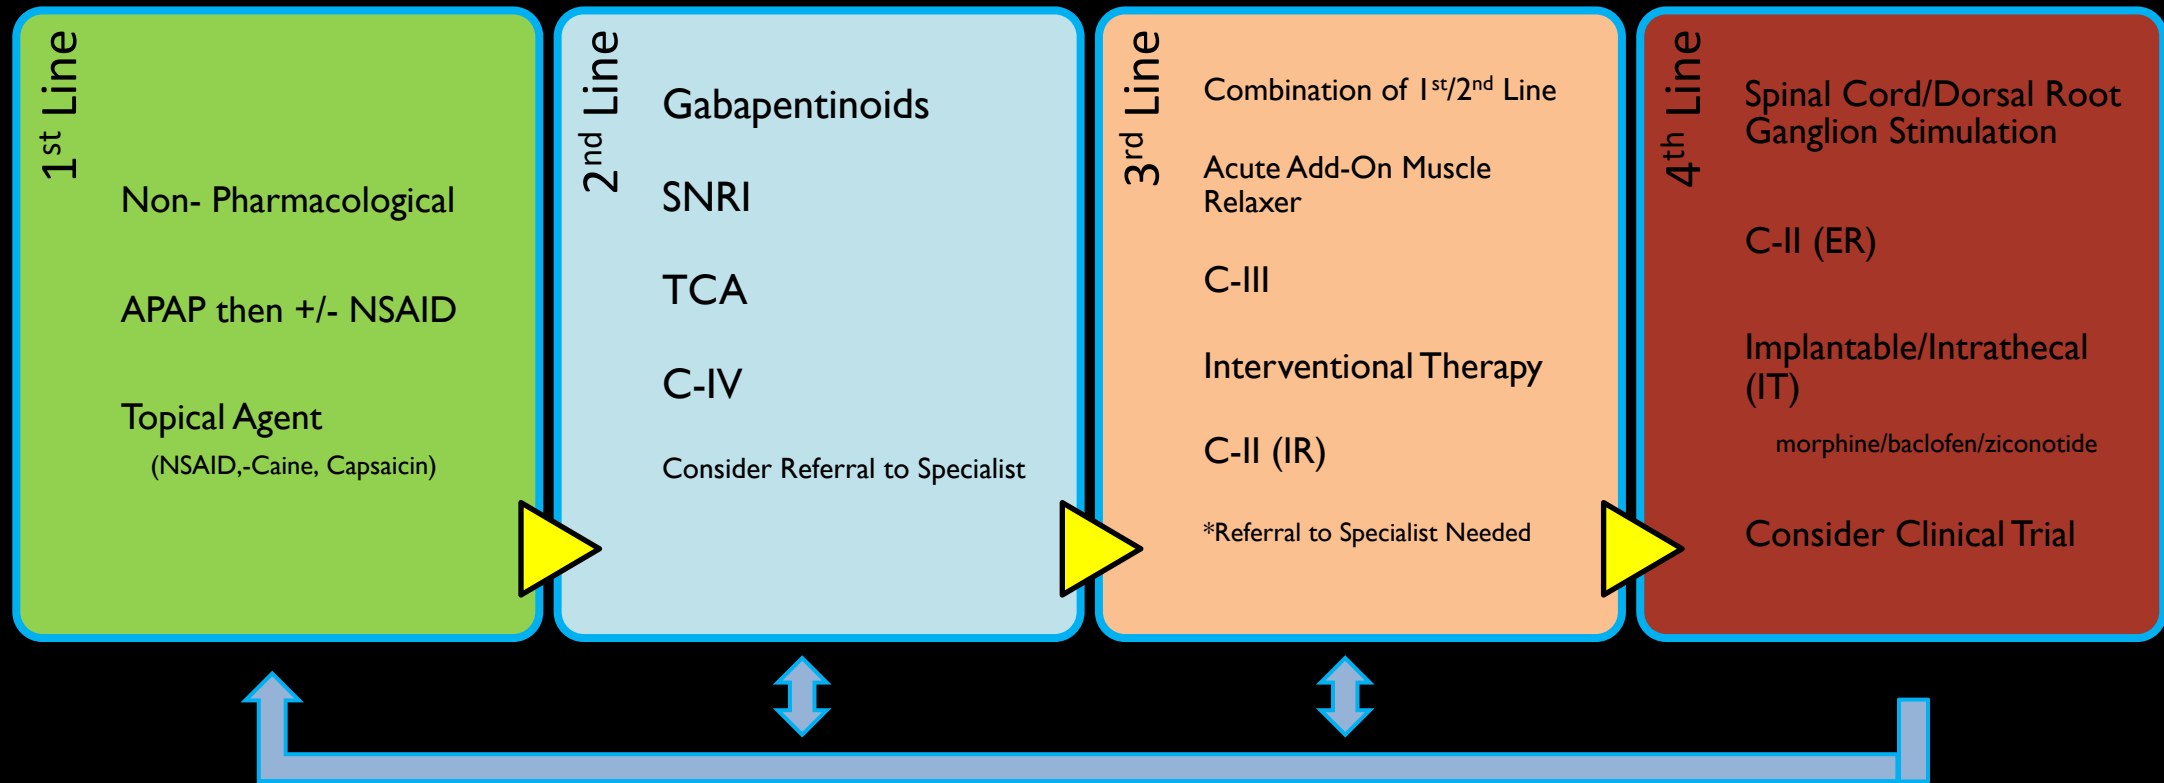 1st Line
Non- Pharmacological
APAP then +/- NSAID
Topical Agent
(NSAID,-Caine, Capsaicin)
2nd Line
Gabapentinoids
SNRI
TCA
C-IV
Consider Referral to Specialist
3rd Line
Combination of 1st/2nd Line
Acute Add-On Muscle
Relaxer
C-III
Interventional Therapy
C-II (IR)
*Referral to Specialist Needed
4th Line
Spinal Cord/Dorsal Root
Ganglion Stimulation
C-II (ER)
Implantable/Intrathecal
(IT)
morphine/baclofen/ziconotide
Consider Clinical Trial